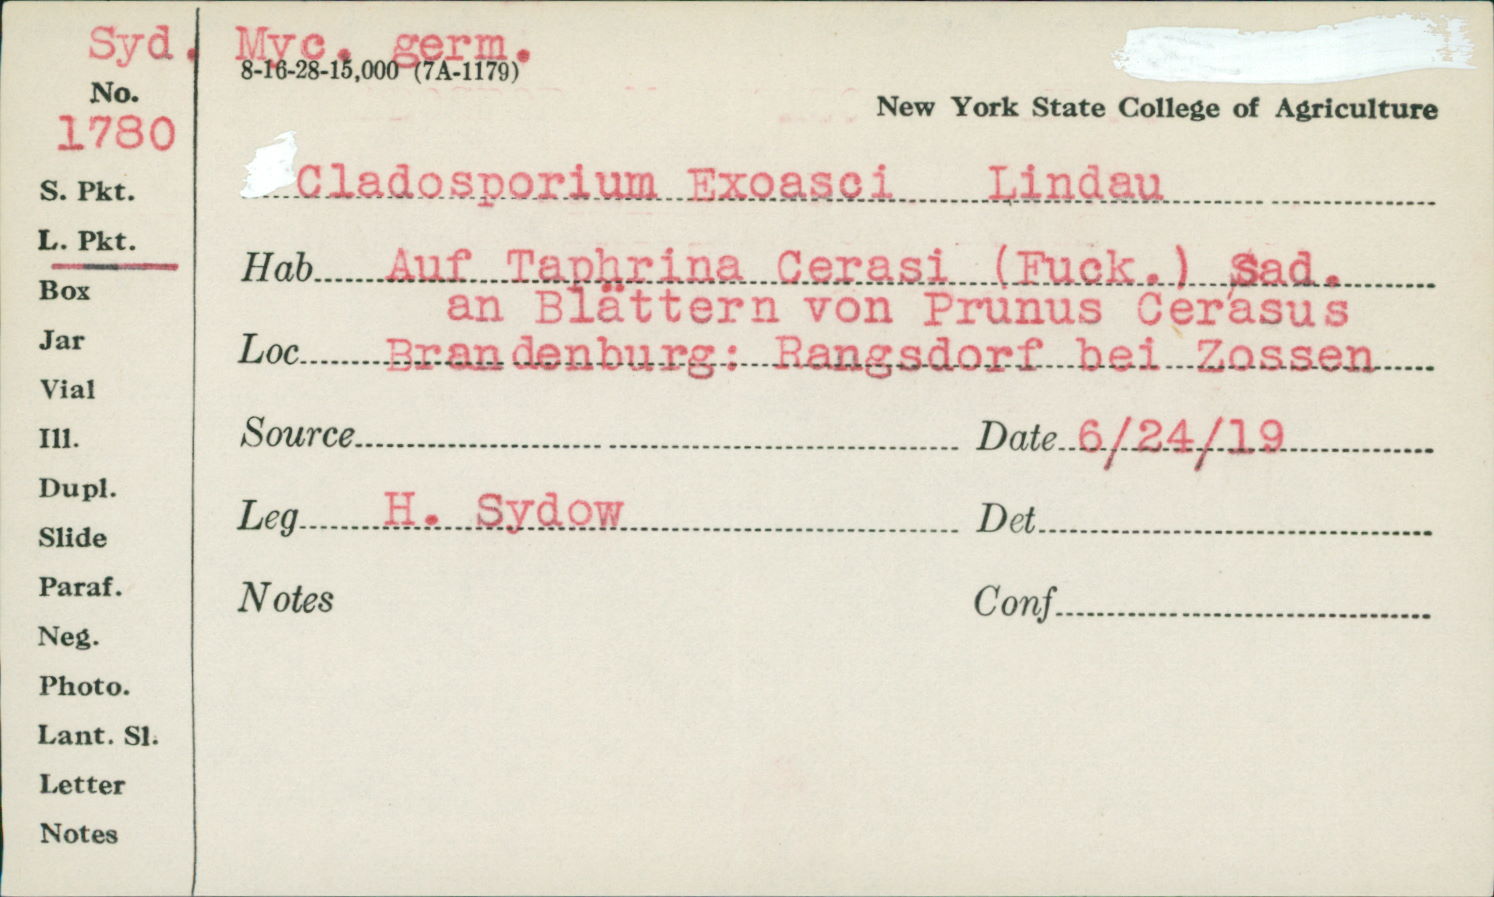 Syd. Myc. germ.
8-16-28-15,000 (7A-1179)
No.
1780
New York State College of Agriculture
S. Pkt.
Cladosporium Exoasci Lindau
L. Pkt.
Hab Auf Taphrina Cerasi (Fuck.) Sad.
an Blättern von Prunus Cerasus
Box
Jar
Loc Brandenburg: Rangsdorf bei Zossen
Vial
Ill.
Source Date 6/24/19
Dupl.
Slide
Leg H. Sydow Det
Paraf.
Notes Conf
Neg.
Photo.
Lant. Sl.
Letter
Notes